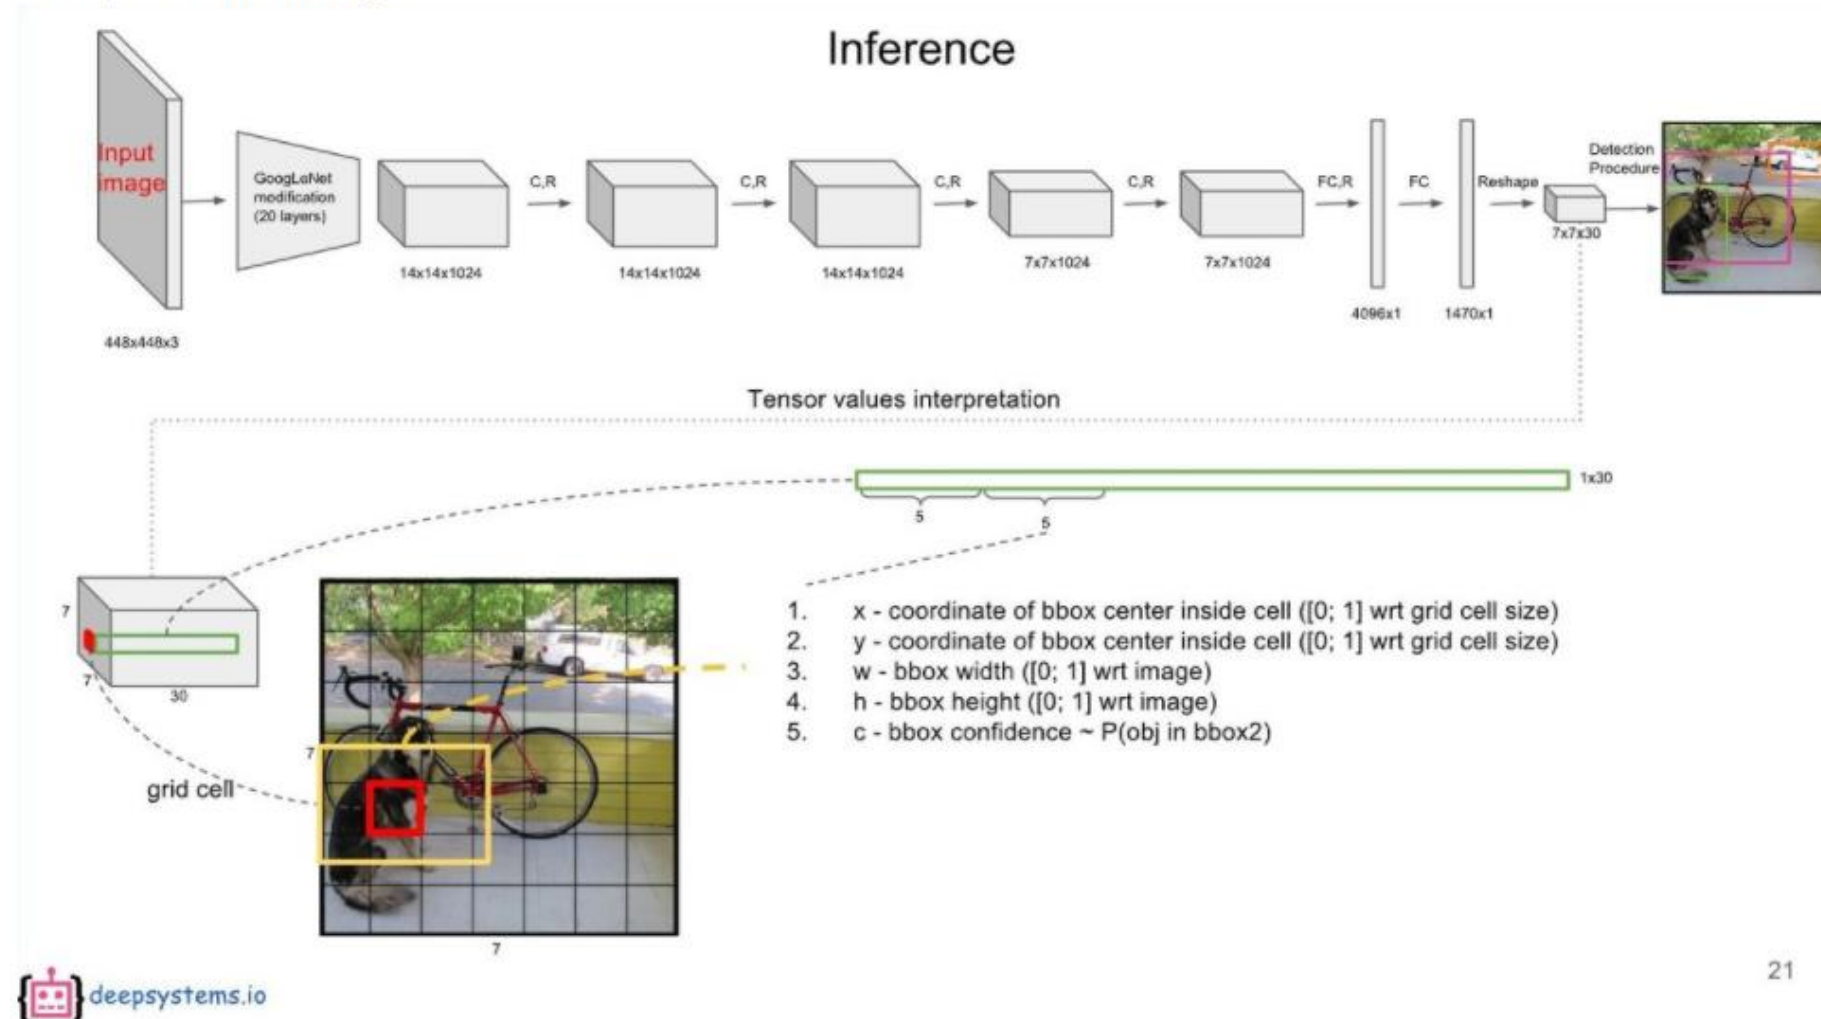 Inference
Input
image
448x448x3
GoogLeNet
modification
(20 layers)
14x14x1024
C,R
14x14x1024
C,R
14x14x1024
C,R
7x7x1024
C,R
7x7x1024
FC,R
4096x1
FC
1470x1
Reshape
7x7x30
Detection
Procedure
Tensor values interpretation
1x30
5
5
7
7
30
grid cell
7
7
1. x - coordinate of bbox center inside cell ([0; 1] wrt grid cell size)
2. y - coordinate of bbox center inside cell ([0; 1] wrt grid cell size)
3. w - bbox width ([0; 1] wrt image)
4. h - bbox height ([0; 1] wrt image)
5. c - bbox confidence ~ P(obj in bbox2)
deepsystems.io
21